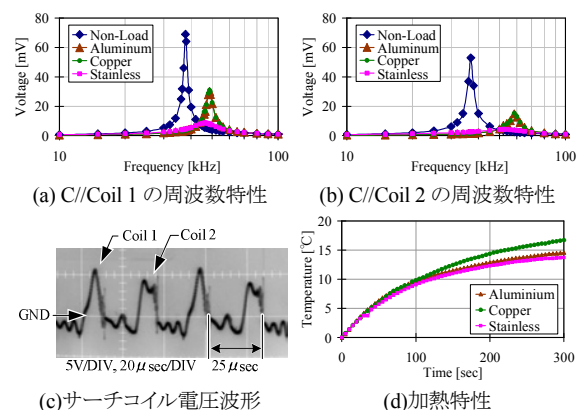 80
60
40
20
0
Voltage [mV]
Non-Load
Aluminum
Copper
Stainless
10
100
Frequency [kHz]
(a) C//Coil 1 の周波数特性
80
60
40
20
0
Voltage [mV]
Non-Load
Aluminum
Copper
Stainless
10
100
Frequency [kHz]
(b) C//Coil 2 の周波数特性
Coil 1
Coil 2
GND
5V/DIV, 20μsec/DIV
25μsec
(c)サーチコイル電圧波形
20
15
10
5
0
Temperature [℃]
Aluminium
Copper
Stainless
0
100
200
300
Time [sec]
(d)加熱特性